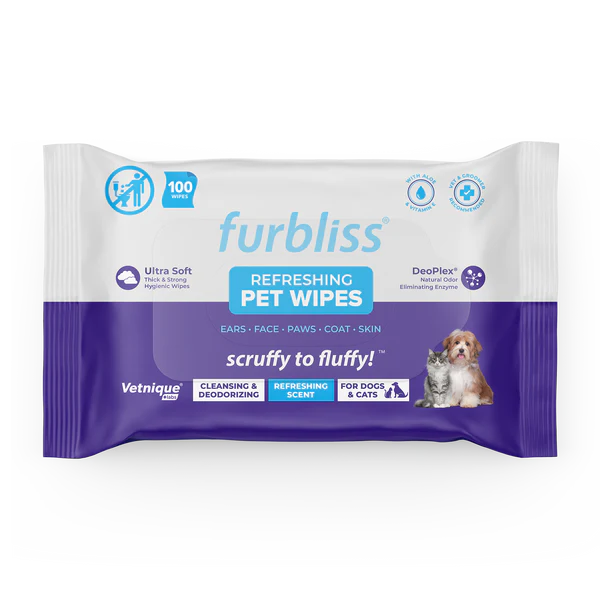 100
WIPES
WITH ALOE
& VITAMIN E
VET & GROOMER
RECOMMENDED
furbliss®
Ultra Soft
Thick & Strong
Hygienic Wipes
REFRESHING
PET WIPES
DeoPlex®
Natural Odor
Eliminating Enzyme
EARS • FACE • PAWS • COAT • SKIN
scruffy to fluffy!™
Vetnique®
labs
CLEANSING &
DEODORIZING
REFRESHING
SCENT
FOR DOGS
& CATS